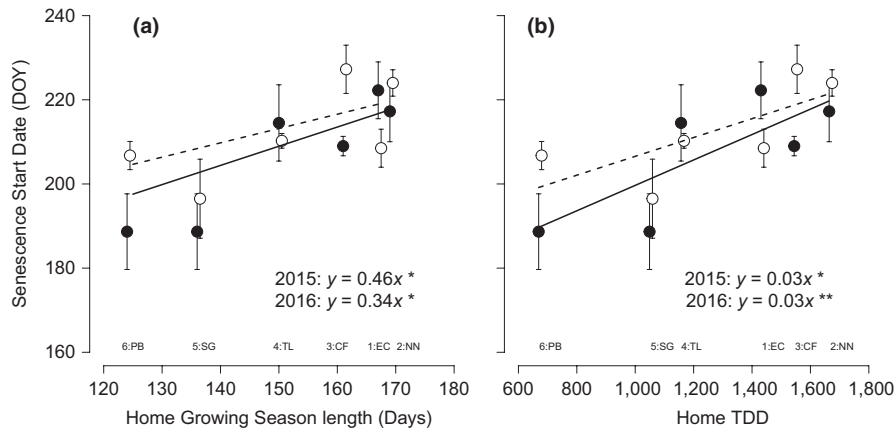 (a)
(b)
Senescence Start Date (DOY)
240
220
200
180
160
2015: y = 0.46x *
2016: y = 0.34x *
2015: y = 0.03x *
2016: y = 0.03x **
6:PB 5:SG 4:TL 3:CF 1:EC 2:NN
6:PB 5:SG 4:TL 1:EC 3:CF 2:NN
120 130 140 150 160 170 180
600 800 1,000 1,200 1,400 1,600 1,800
Home Growing Season length (Days)
Home TDD